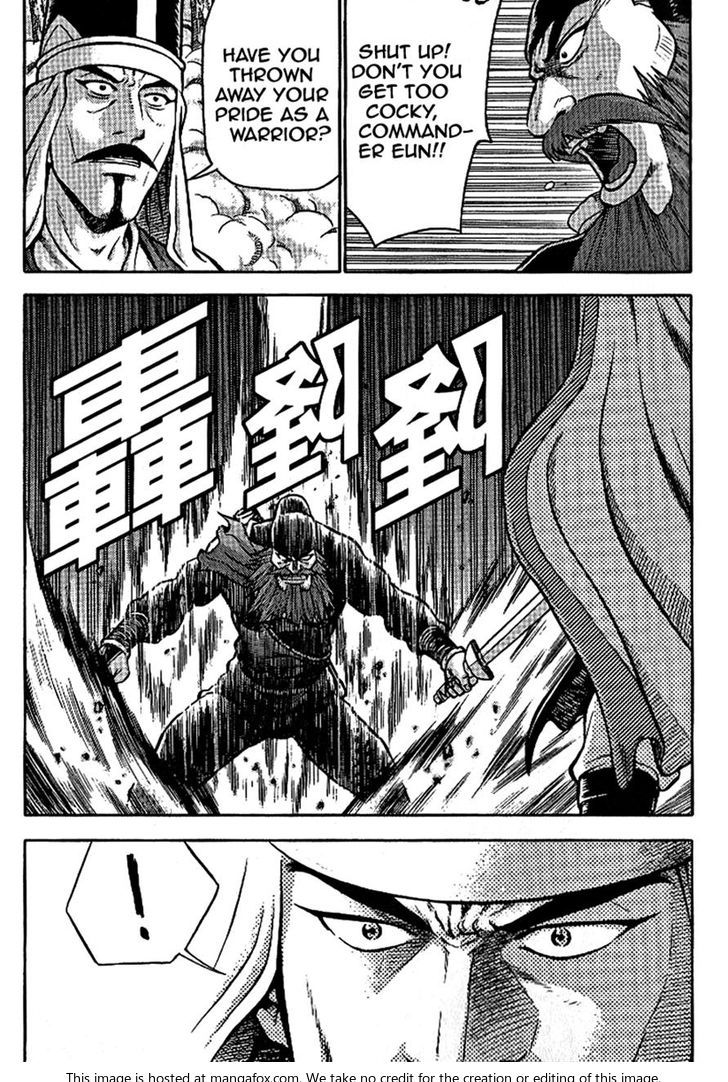 HAVE YOU
THROWN
AWAY YOUR
PRIDE AS A
WARRIOR?
SHUT UP!
DON'T YOU
GET TOO
COCKY,
COMMAND-
ER EUN!!
轟
!
This image is hosted at mangafox.com. We take no credit for the creation or editing of this image.